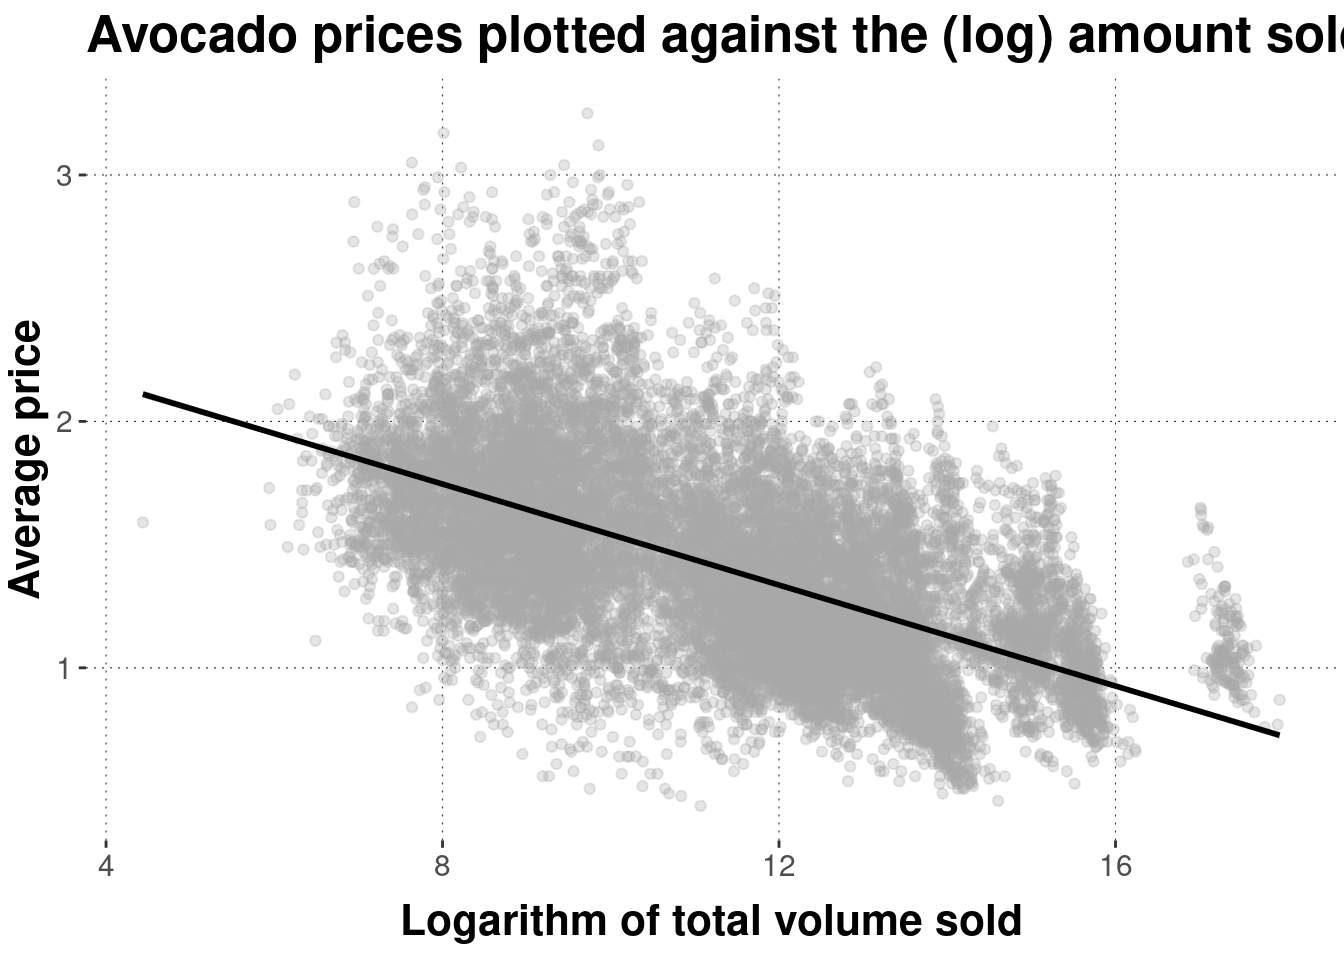 Avocado prices plotted against the (log) amount sol
Average price
3
2
1
4 8 12 16
Logarithm of total volume sold